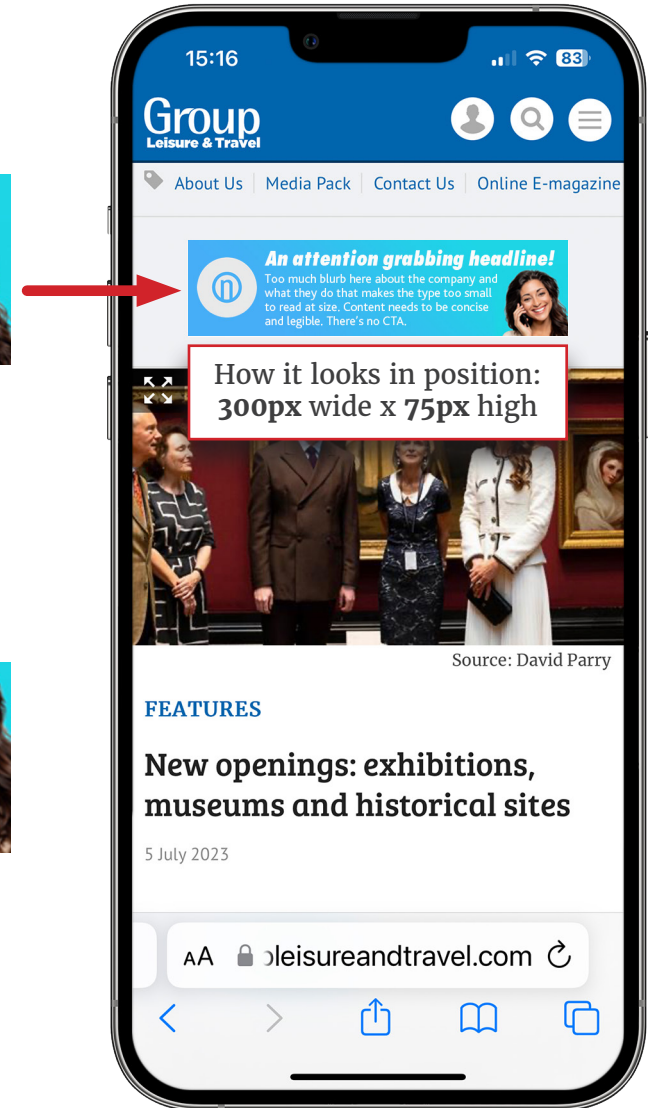 15:16
83
Group
Leisure & Travel
About Us Media Pack Contact Us Online E-magazine
An attention grabbing headline!
Too much blurb here about the company and
what they do that makes the type too small
to read at size. Content needs to be concise
and legible. There's no CTA.
How it looks in position:
300px wide x 75px high
Source: David Parry
FEATURES
New openings: exhibitions,
museums and historical sites
5 July 2023
AA pleisureandtravel.com